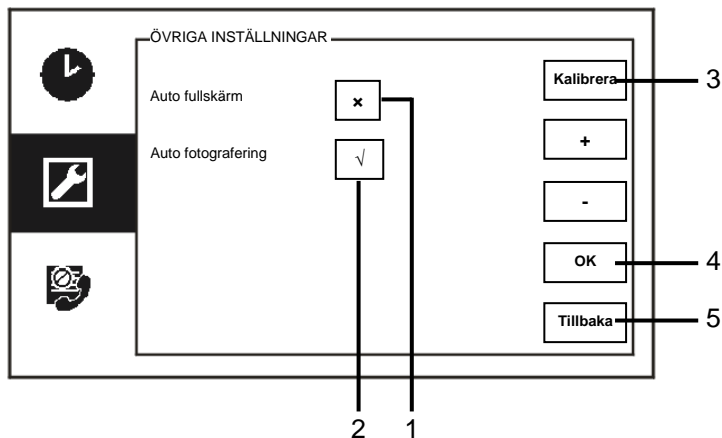 ÖVRIGA INSTÄLLNINGAR
Auto fullskärm
×
Auto fotografering
√
Kalibrera
+
-
OK
Tillbaka
3
4
5
2
1